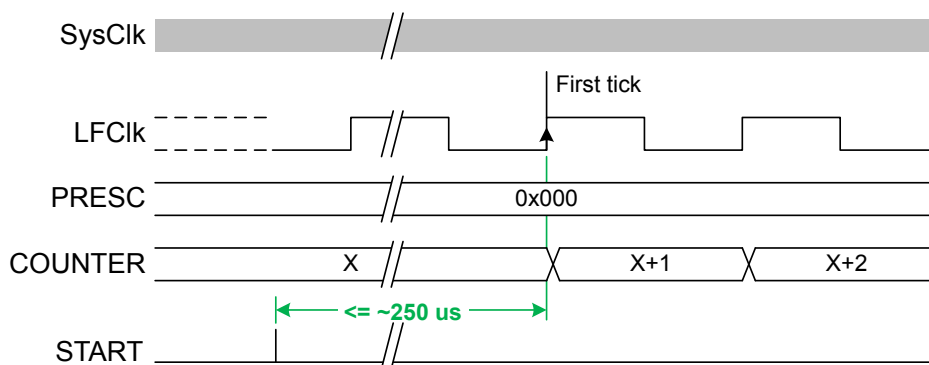 SysClk
First tick
LFClk
PRESC
0x000
COUNTER
X
X+1
X+2
<= ~250 us
START